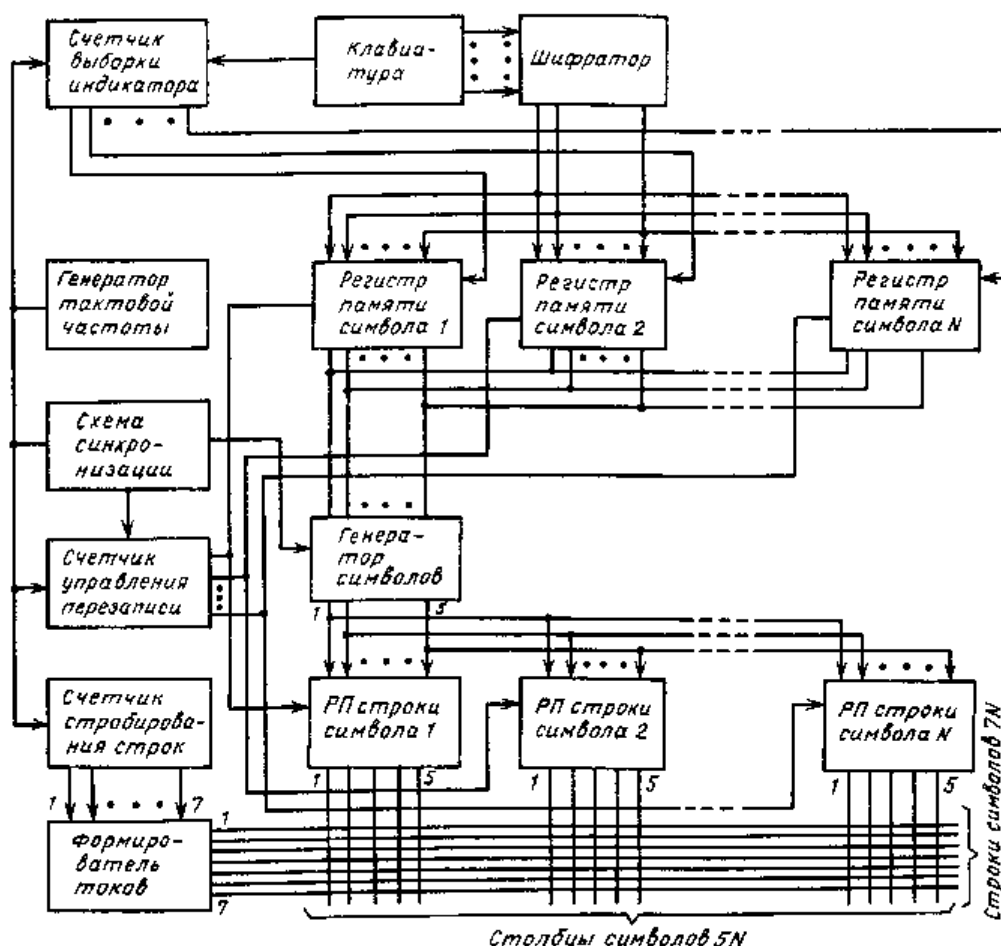 Счетчик
выборки
индикатора
Клавиа-
тура
Шифратор
Генератор
тактовой
частоты
Регистр
памяти
символа 1
Регистр
памяти
символа 2
Регистр
памяти
символа N
Схема
синхро-
низации
Счетчик
управления
перезаписи
Генера-
тор
символов
1 5
Счетчик
стробирова-
ния строк
РП строки
символа 1
РП строки
символа 2
РП строки
символа N
1 5
1 5
1 5
1 7
Формиро-
ватель
токов
1
7
Строки символов 7N
Столбцы символов 5N